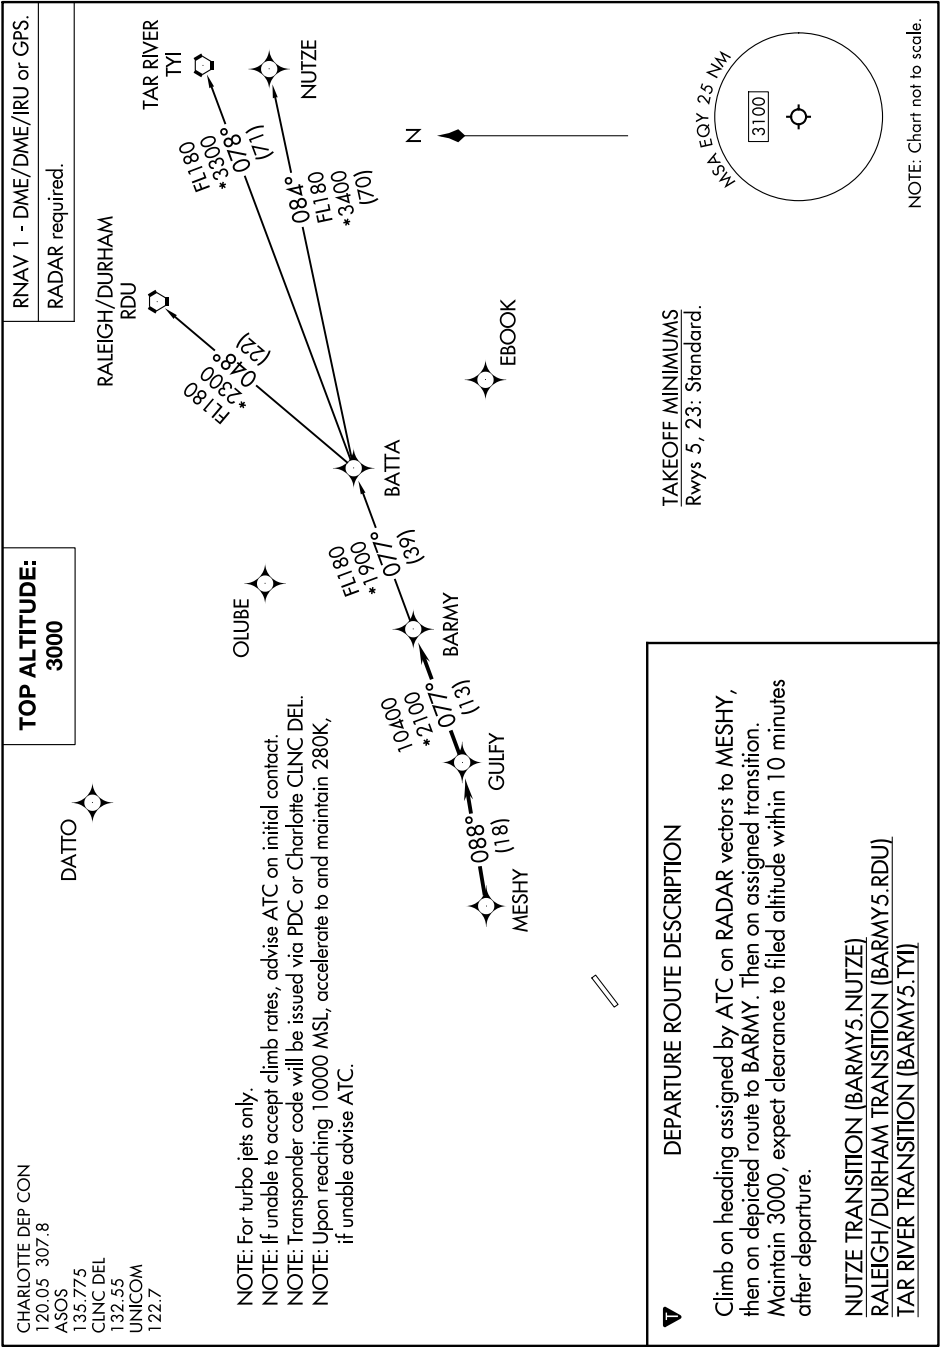 CHARLOTTE DEP CON
120.05 307.8
ASOS
135.775
CLNC DEL
132.55
UNICOM
122.7
TOP ALTITUDE:
3000
RNAV 1 - DME/DME/IRU or GPS.
RADAR required.
DATTO
OLUBE
RALEIGH/DURHAM
RDU
TAR RIVER
TYI
NUTZE
FL180
*2300
048°
(22)
FL180
*3300
078°
(71)
084°
FL180
*3400
(70)
N
NOTE: For turbo jets only.
NOTE: If unable to accept climb rates, advise ATC on initial contact.
NOTE: Transponder code will be issued via PDC or Charlotte CLNC DEL.
NOTE: Upon reaching 10000 MSL, accelerate to and maintain 280K,
if unable advise ATC.
MESHY
088°
(18)
GULFY
10400
*2100
077°
(13)
BARMY
FL180
*1900
077°
(39)
BATTA
EBOOK
MSA EQY 25 NM
3100
TAKEOFF MINIMUMS
Rwys 5, 23: Standard.
NOTE: Chart not to scale.
T
DEPARTURE ROUTE DESCRIPTION
Climb on heading assigned by ATC on RADAR vectors to MESHY,
then on depicted route to BARMY. Then on assigned transition.
Maintain 3000, expect clearance to filed altitude within 10 minutes
after departure.
NUTZE TRANSITION (BARMY5.NUTZE)
RALEIGH/DURHAM TRANSITION (BARMY5.RDU)
TAR RIVER TRANSITION (BARMY5.TYI)